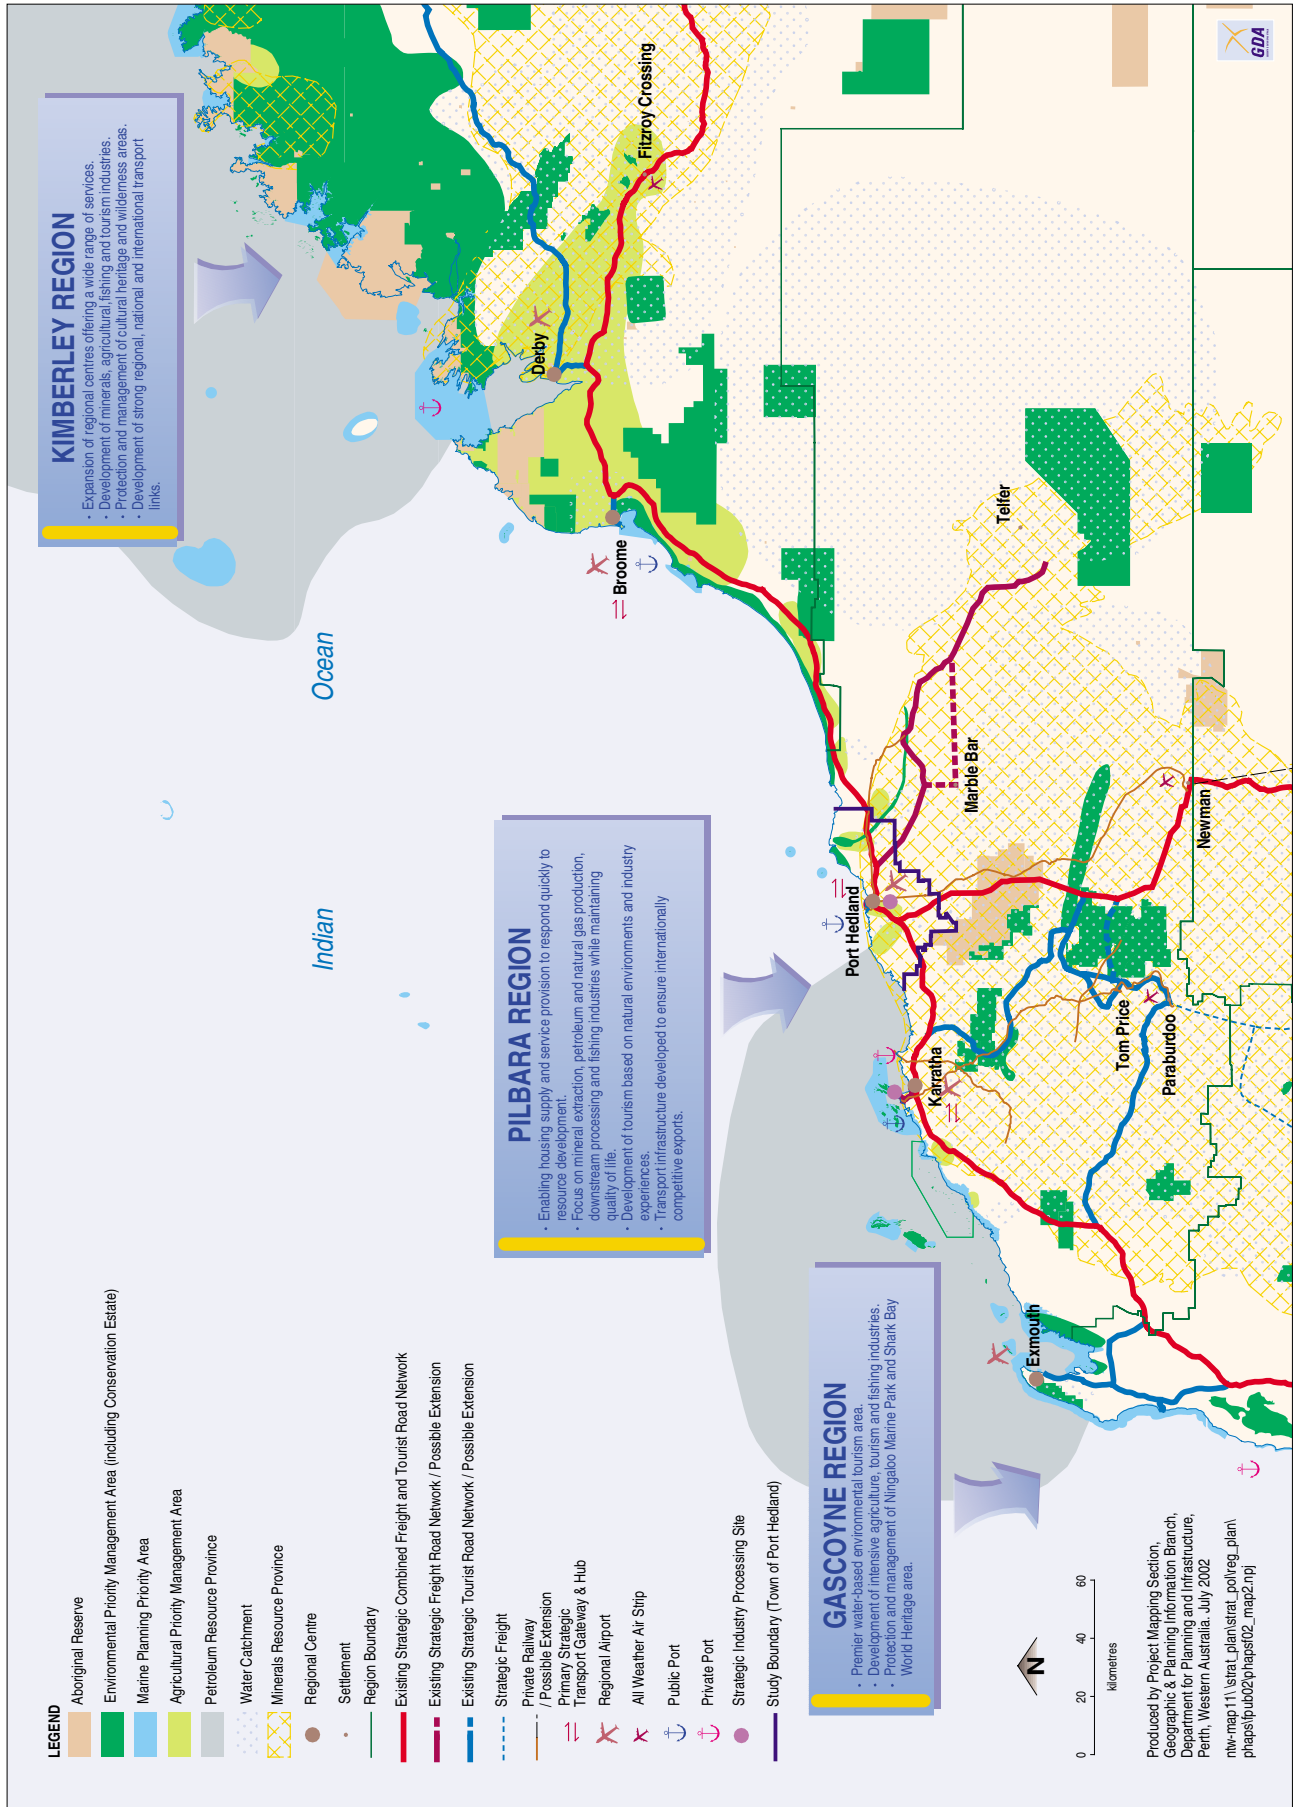 KIMBERLEY REGION
· Expansion of regional centres offering a wide range of services.
· Development of minerals, agricultural,fishing and tourism industries.
· Protection and management of cultural heritage and wilderness areas.
· Development of strong regional, national and international transport
links.
PILBARA REGION
· Enabling housing supply and service provision to respond quickly to
resource development.
· Focus on mineral extraction, petroleum and natural gas production,
downstream processing and fishing industries while maintaining
quality of life.
· Development of tourism based on natural environments and industry
experiences.
· Transport infrastructure developed to ensure internationally
competitive exports.
GASCOYNE REGION
· Premier water-based environmental tourism area.
· Development of intensive agriculture, tourism and fishing industries.
· Protection and management of Ningaloo Marine Park and Shark Bay
World Heritage area.
Indian
Ocean
Fitzroy Crossing
Derby
Broome
Telfer
Marble Bar
Port Hedland
Newman
Karratha
Tom Price
Paraburdoo
Exmouth
GDA
LEGEND
Aboriginal Reserve
Environmental Priority Management Area (including Conservation Estate)
Marine Planning Priority Area
Agricultural Priority Management Area
Petroleum Resource Province
Water Catchment
Minerals Resource Province
Regional Centre
Settlement
Region Boundary
Existing Strategic Combined Freight and Tourist Road Network
Existing Strategic Freight Road Network / Possible Extension
Existing Strategic Tourist Road Network / Possible Extension
Strategic Freight
Private Railway
/ Possible Extension
Primary Strategic
Transport Gateway & Hub
Regional Airport
All Weather Air Strip
Public Port
Private Port
Strategic Industry Processing Site
Study Boundary (Town of Port Hedland)
N
0 20 40 60
kilometres
Produced by Project Mapping Section,
Geographic & Planning Information Branch,
Department for Planning and Infrastructure,
Perth, Western Australia. July 2002
ntw-map11\ \strat_plan\strat_pol\reg_plan\
phaps\fpub02\phapsf02_map2.npj